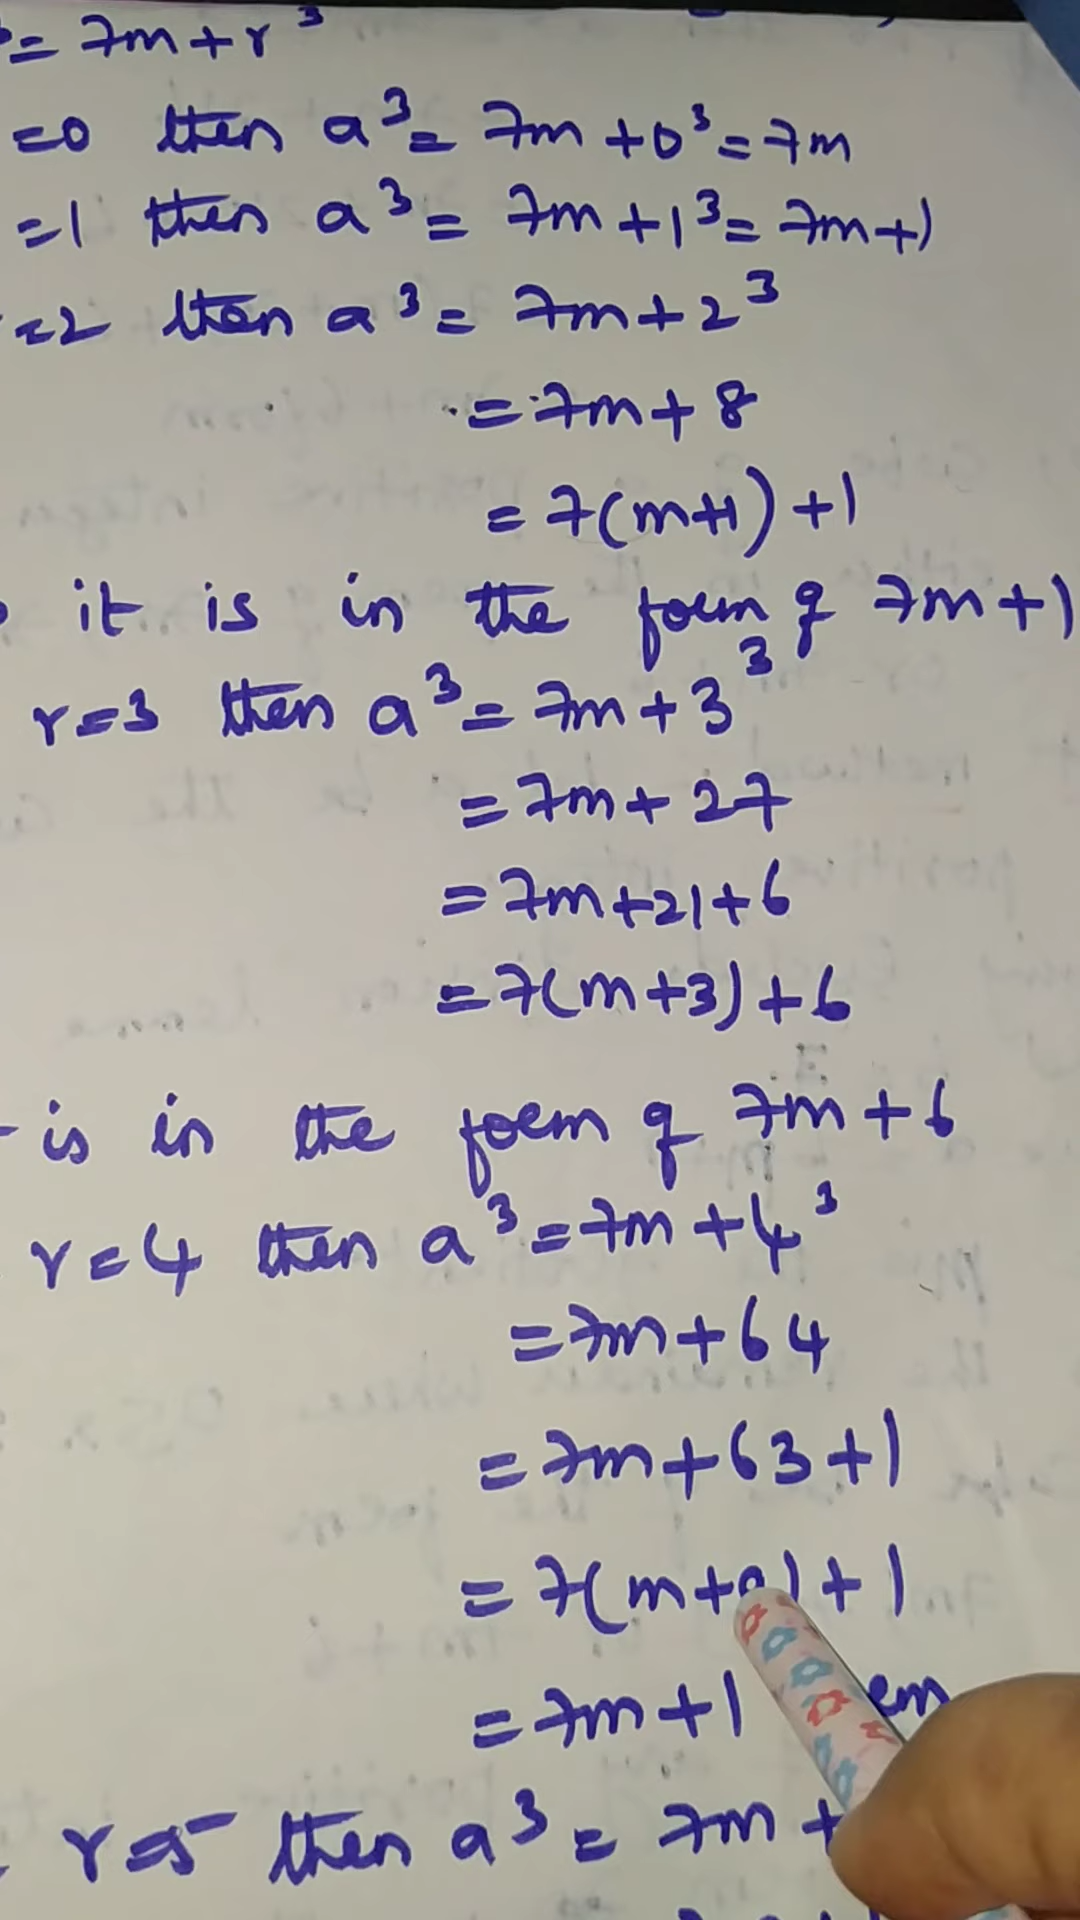 = 7m + r³
=0 then a³ = 7m + 0³ = 7m
=1 then a³ = 7m + 1³ = 7m+1
=2 then a³ = 7m + 2³
= 7m + 8
= 7(m+1) + 1
it is in the form of 7m+1
r=3 then a³ = 7m + 3³
= 7m + 27
= 7m + 21 + 6
= 7(m+3) + 6
is in the form of 7m + 6
r = 4 then a³ = 7m + 4³
= 7m + 64
= 7m + 63 + 1
= 7(m+9) + 1
= 7m + 1
r = 5 then a³ = 7m +